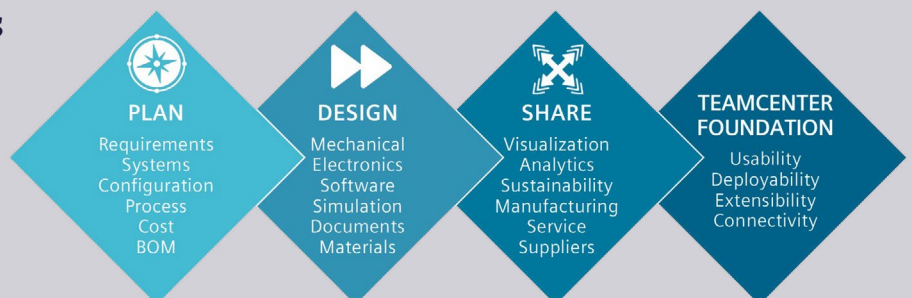 PLAN
Requirements
Systems
Configuration
Process
Cost
BOM
DESIGN
Mechanical
Electronics
Software
Simulation
Documents
Materials
SHARE
Visualization
Analytics
Sustainability
Manufacturing
Service
Suppliers
TEAMCENTER
FOUNDATION
Usability
Deployability
Extensibility
Connectivity